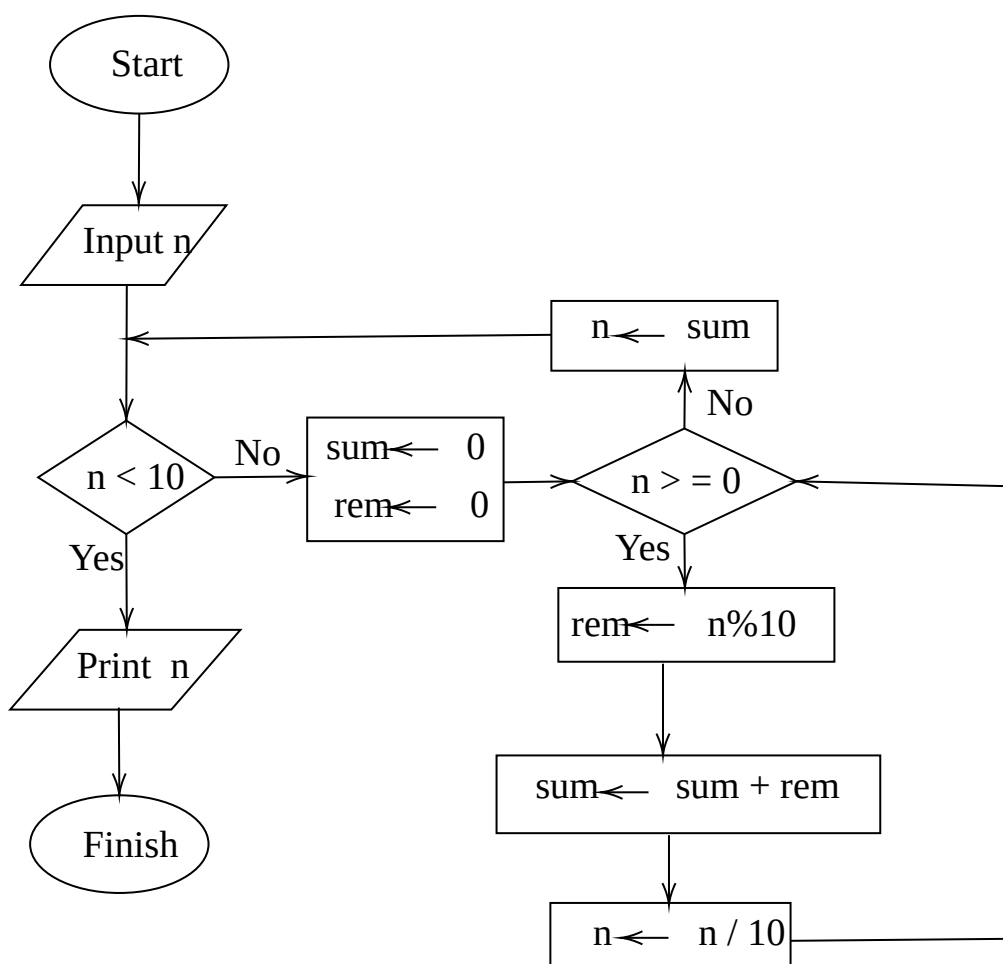 Start
Input n
n ← sum
No
n < 10
No
sum ← 0
rem ← 0
n > = 0
Yes
Yes
rem ← n%10
Print n
sum ← sum + rem
Finish
n ← n / 10